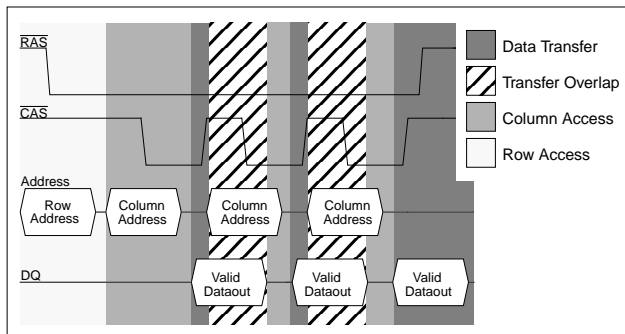 RAS
CAS
Address
Row
Address
Column
Address
Column
Address
Column
Address
DQ
Valid
Dataout
Valid
Dataout
Valid
Dataout
Data Transfer
Transfer Overlap
Column Access
Row Access